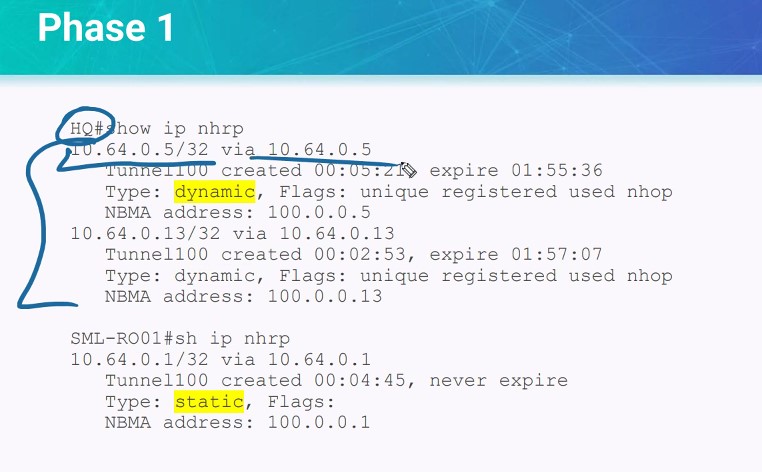 Phase 1
HQ#show ip nhrp
10.64.0.5/32 via 10.64.0.5
Tunnel100 created 00:05:21, expire 01:55:36
Type: dynamic, Flags: unique registered used nhop
NBMA address: 100.0.0.5
10.64.0.13/32 via 10.64.0.13
Tunnel100 created 00:02:53, expire 01:57:07
Type: dynamic, Flags: unique registered used nhop
NBMA address: 100.0.0.13
SML-RO01#sh ip nhrp
10.64.0.1/32 via 10.64.0.1
Tunnel100 created 00:04:45, never expire
Type: static, Flags:
NBMA address: 100.0.0.1